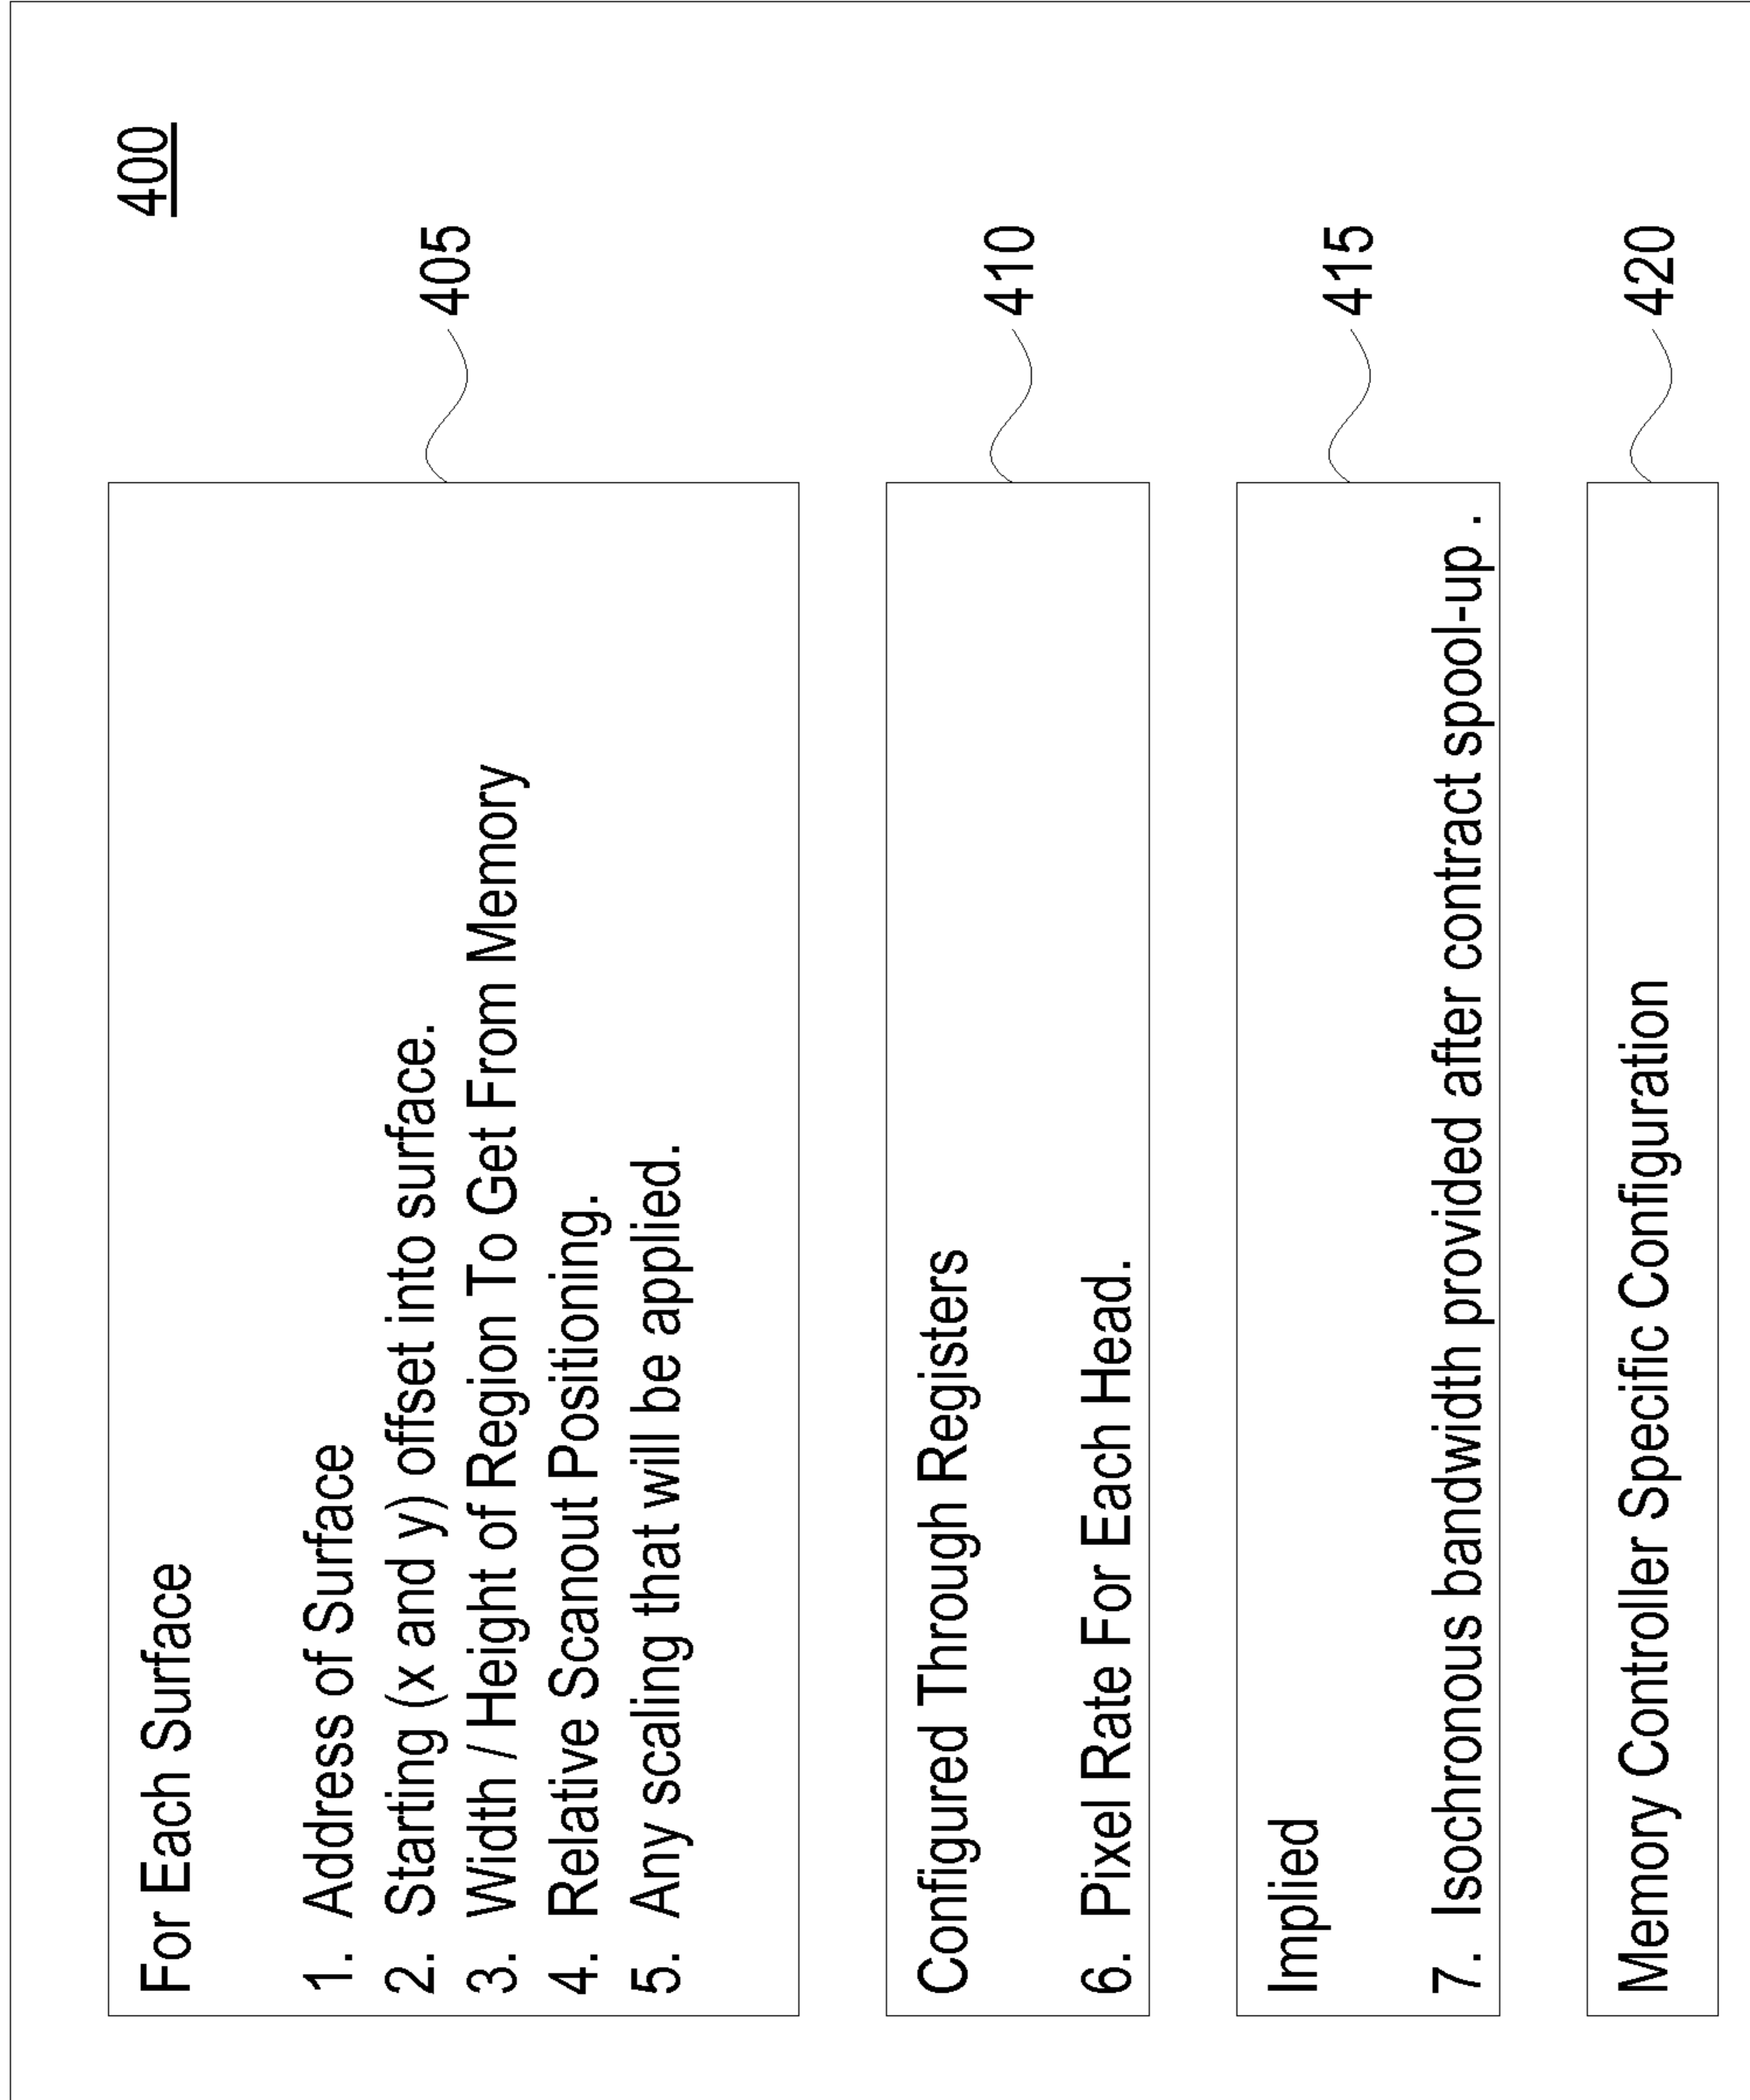 400
For Each Surface
1. Address of Surface
2. Starting (x and y) offset into surface.
3. Width / Height of Region To Get From Memory
4. Relative Scanout Positioning.
5. Any scaling that will be applied.
405
Configured Through Registers
6. Pixel Rate For Each Head.
410
Implied
7. Isochronous bandwidth provided after contract spool-up .
415
Memory Controller Specific Configuration
420